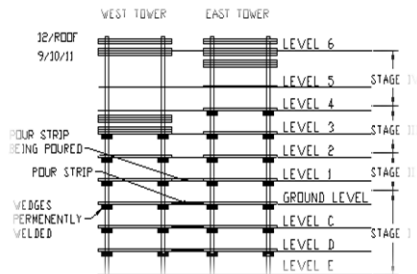 WEST TOWER EAST TOWER
12/ROOF
9/10/11
LEVEL 6
LEVEL 5
STAGE IV
LEVEL 4
LEVEL 3
STAGE III
POUR STRIP
BEING POURED
LEVEL 2
STAGE II
LEVEL 1
POUR STRIP
GROUND LEVEL
WEDGES
PERMENENTLY
WELDED
LEVEL C
STAGE I
LEVEL D
LEVEL E